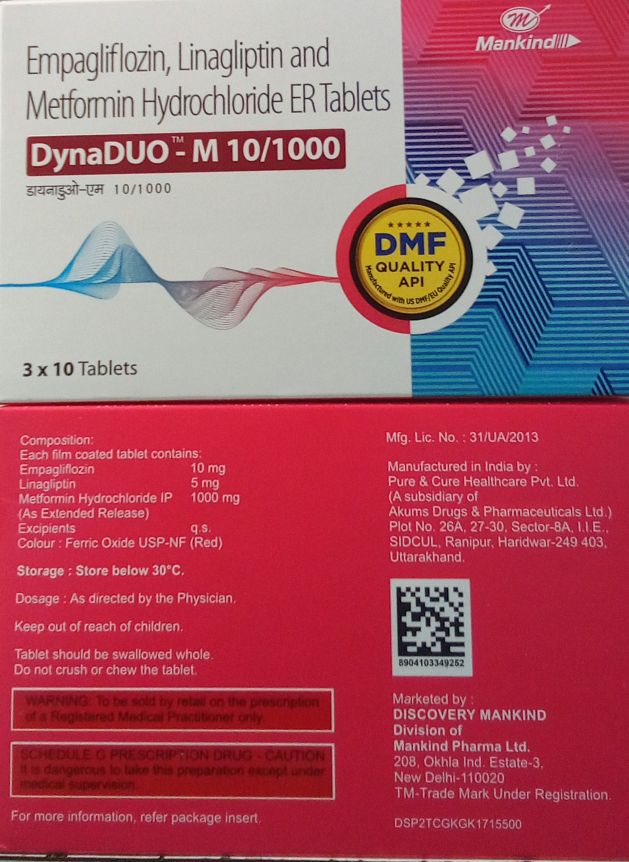 Mankind
Empagliflozin, Linagliptin and
Metformin Hydrochloride ER Tablets
DynaDUO™- M 10/1000
डायनाडुओ-एम 10/1000
★★★★★
DMF
QUALITY
API
Manufactured with US DMF/EU Quality API
3 x 10 Tablets
Composition:
Each film coated tablet contains:
Empagliflozin 10 mg
Linagliptin 5 mg
Metformin Hydrochloride IP 1000 mg
(As Extended Release)
Excipients q.s.
Colour : Ferric Oxide USP-NF (Red)
Storage : Store below 30°C.
Dosage : As directed by the Physician.
Keep out of reach of children.
Tablet should be swallowed whole.
Do not crush or chew the tablet.
WARNING: To be sold by retail on the prescription
of a Registered Medical Practitioner only.
SCHEDULE G PRESCRIPTION DRUG - CAUTION
It is dangerous to take this preparation except under
medical supervision.
For more information, refer package insert.
Mfg. Lic. No. : 31/UA/2013
Manufactured in India by :
Pure & Cure Healthcare Pvt. Ltd.
(A subsidiary of
Akums Drugs & Pharmaceuticals Ltd.)
Plot No. 26A, 27-30, Sector-8A, I.I.E.,
SIDCUL, Ranipur, Haridwar-249 403,
Uttarakhand.
8904103349252
Marketed by :
DISCOVERY MANKIND
Division of
Mankind Pharma Ltd.
208, Okhla Ind. Estate-3,
New Delhi-110020
TM-Trade Mark Under Registration.
DSP2TCGKGK1715500